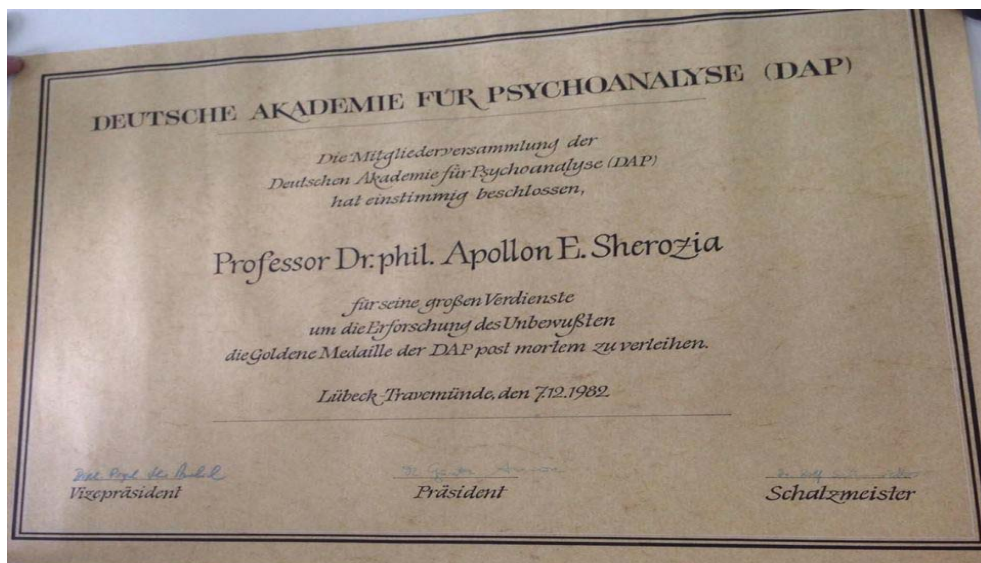 DEUTSCHE AKADEMIE FÜR PSYCHOANALYSE (DAP)
Die Mitgliederversammlung der
Deutschen Akademie für Psychoanalyse (DAP)
hat einstimmig beschlossen,
Professor Dr. phil. Apollon E. Sherozia
für seine großen Verdienste
um die Erforschung des Unbewußten
die Goldene Medaille der DAP post mortem zu verleihen.
Lübeck-Travemünde, den 7.12.1982
Vizepräsident Präsident Schatzmeister